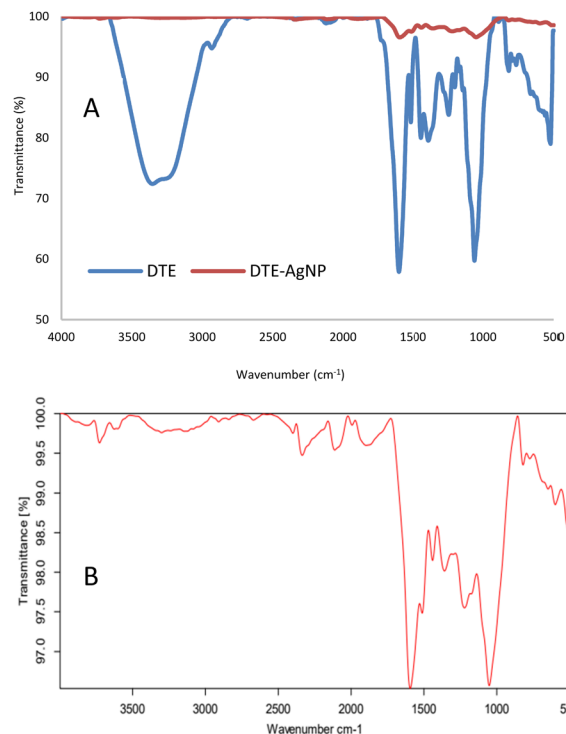 100
90
80
70
60
50
Transmittance (%)
A
DTE
DTE-AgNP
4000 3500 3000 2500 2000 1500 1000 500
Wavenumber (cm⁻¹)
100.0
99.5
99.0
98.5
98.0
97.5
97.0
Transmittance [%]
B
3500 3000 2500 2000 1500 1000
Wavenumber cm-1